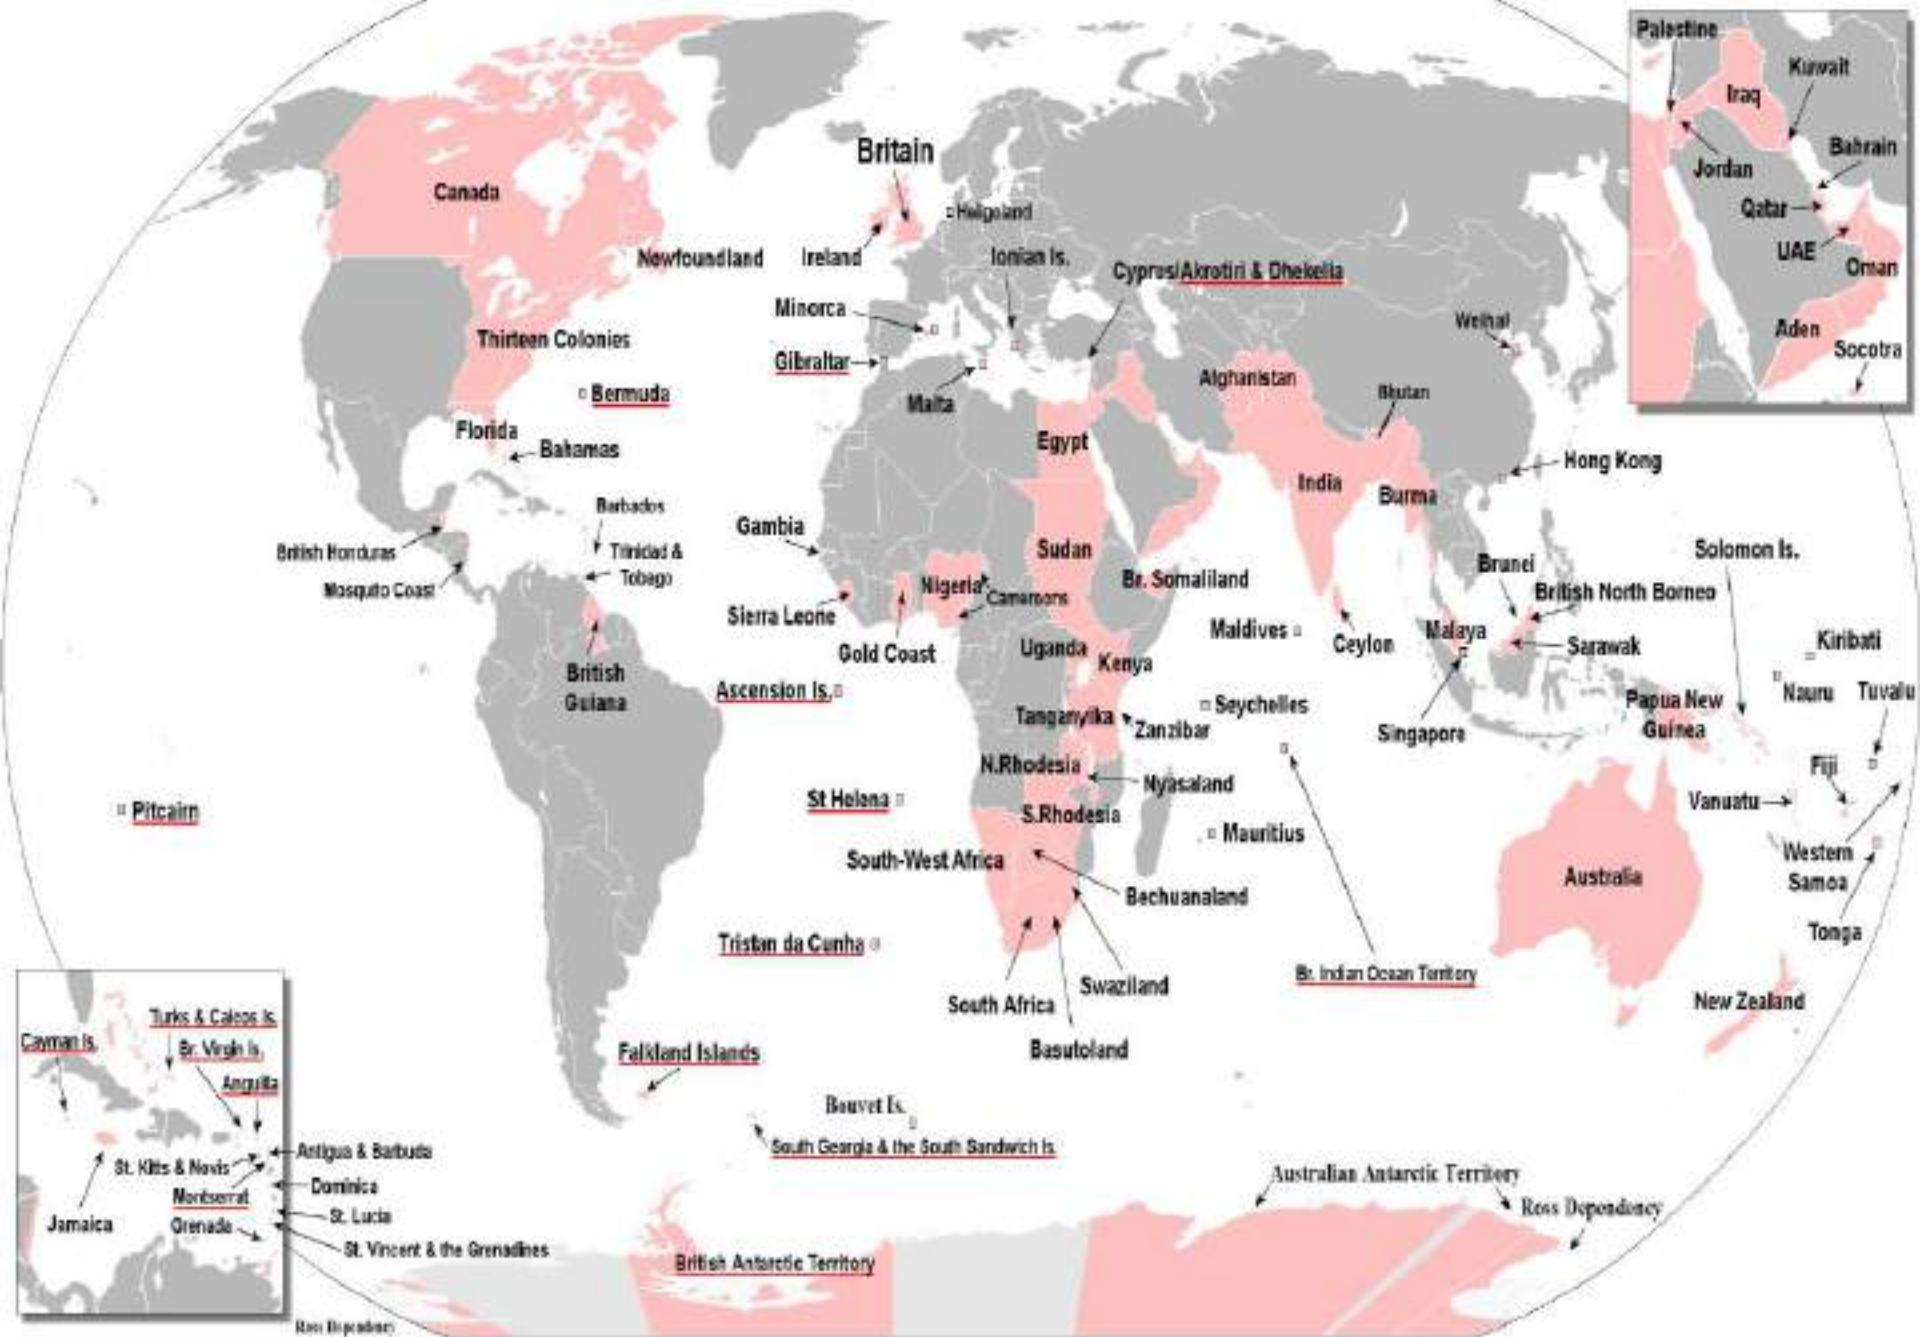 Palestine
Kuwait
Iraq
Bahrain
Jordan
Qatar
UAE
Oman
Aden
Socotra
Britain
Canada
Helgoland
Newfoundland
Ireland
Ionian Is.
Cyprus/Akrotiri & Dhekelia
Minorca
Weihai
Thirteen Colonies
Gibraltar
Afghanistan
Bermuda
Malta
Bhutan
Florida
Egypt
Bahamas
Hong Kong
India
Burma
Barbados
Gambia
British Honduras
Trinidad &
Tobago
Sudan
Solomon Is.
Mosquito Coast
Nigeria
Br. Somaliland
Brunei
Cameroons
British North Borneo
Sierra Leone
Maldives
Malaya
Gold Coast
Uganda
Kenya
Ceylon
Sarawak
Kiribati
British
Guiana
Ascension Is.
Seychelles
Papua New
Guinea
Nauru
Tuvalu
Tanganyika
Zanzibar
Singapore
N.Rhodesia
Nyasaland
Fiji
St Helena
Vanuatu
Pitcairn
S.Rhodesia
Mauritius
South-West Africa
Western
Samoa
Australia
Bechuanaland
Tonga
Tristan da Cunha
Swaziland
Br. Indian Ocean Territory
South Africa
New Zealand
Basutoland
Falkland Islands
Turks & Caicos Is.
Cayman Is.
Br. Virgin Is.
Anguilla
Bouvet Is.
South Georgia & the South Sandwich Is.
Antigua & Barbuda
St. Kitts & Nevis
Dominica
Montserrat
Jamaica
St. Lucia
Grenada
St. Vincent & the Grenadines
Australian Antarctic Territory
Ross Dependency
British Antarctic Territory
Ross Dependency